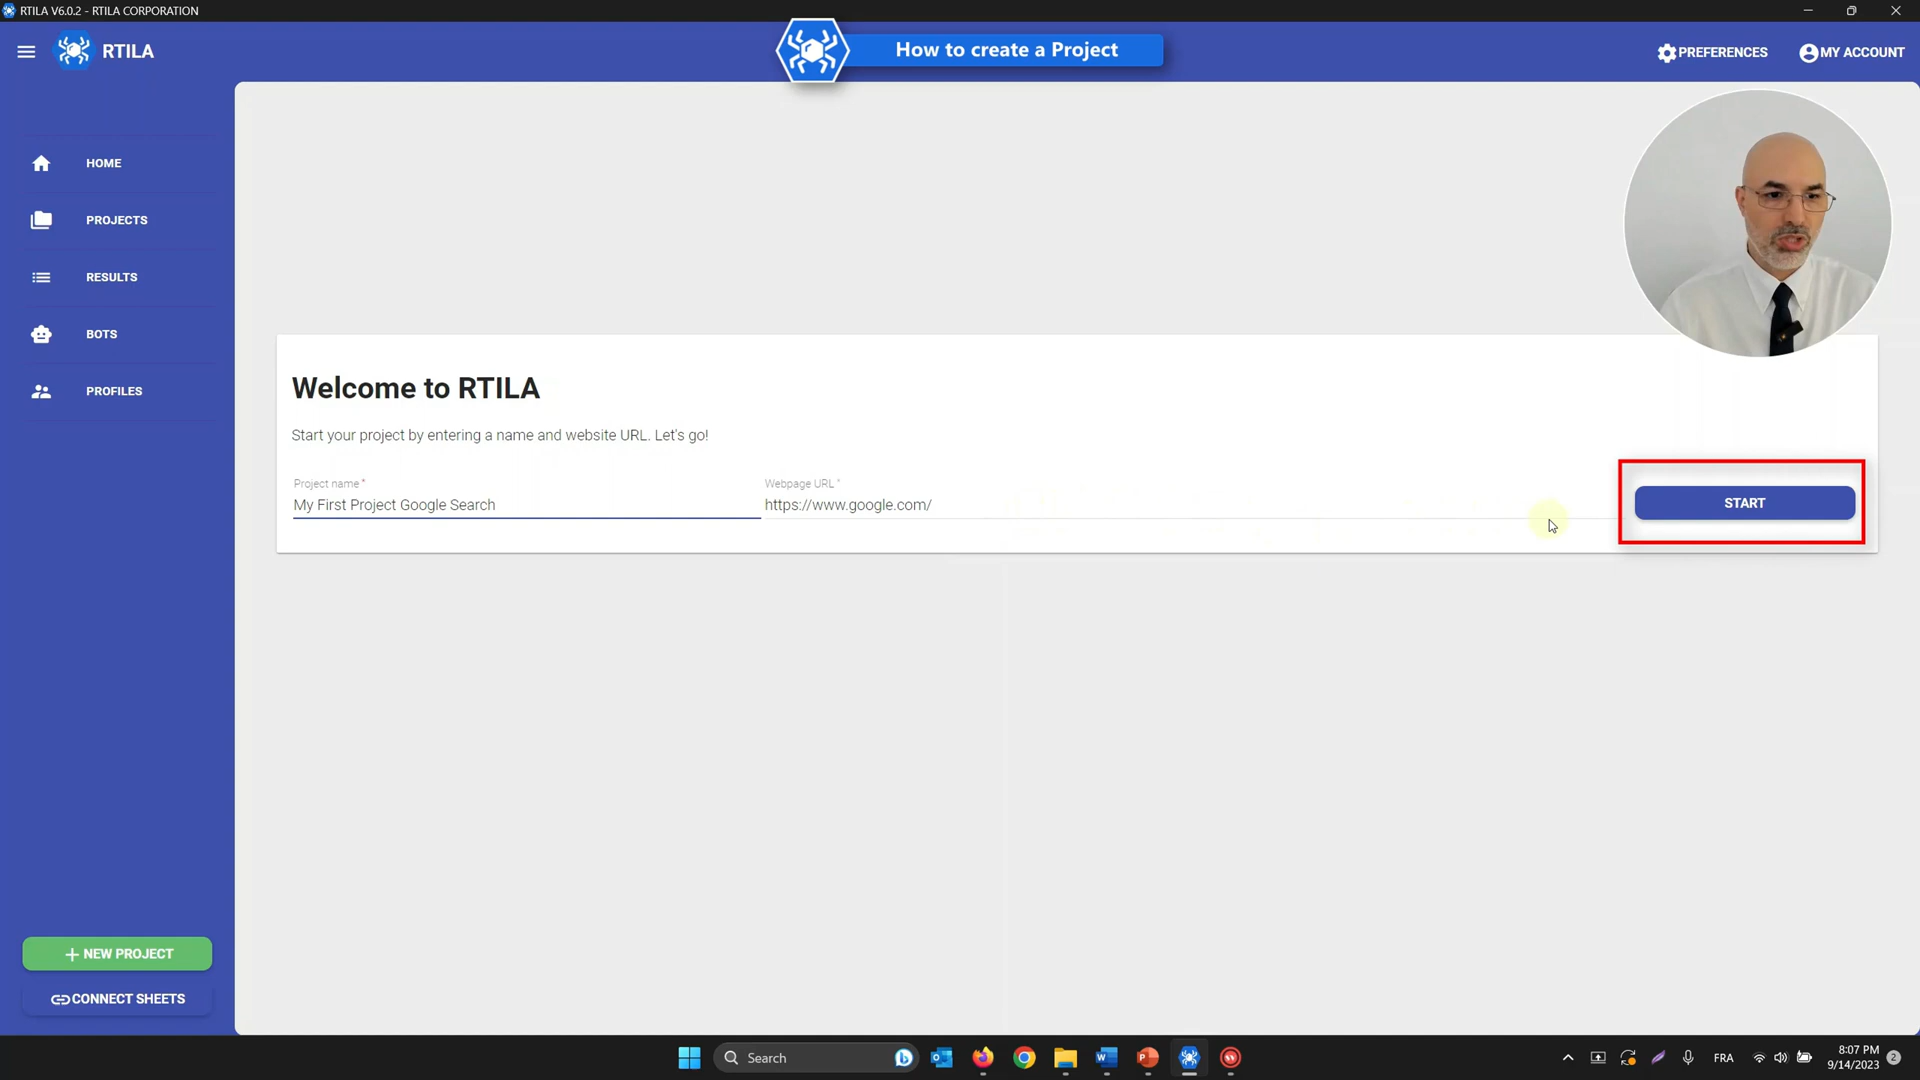 RTILA V6.0.2 - RTILA CORPORATION
RTILA
How to create a Project
PREFERENCES
MY ACCOUNT
HOME
PROJECTS
RESULTS
BOTS
PROFILES
Welcome to RTILA
Start your project by entering a name and website URL. Let's go!
Project name *
Webpage URL *
My First Project Google Search
https://www.google.com/
START
+ NEW PROJECT
CONNECT SHEETS
Search
FRA
8:07 PM
9/14/2023
2